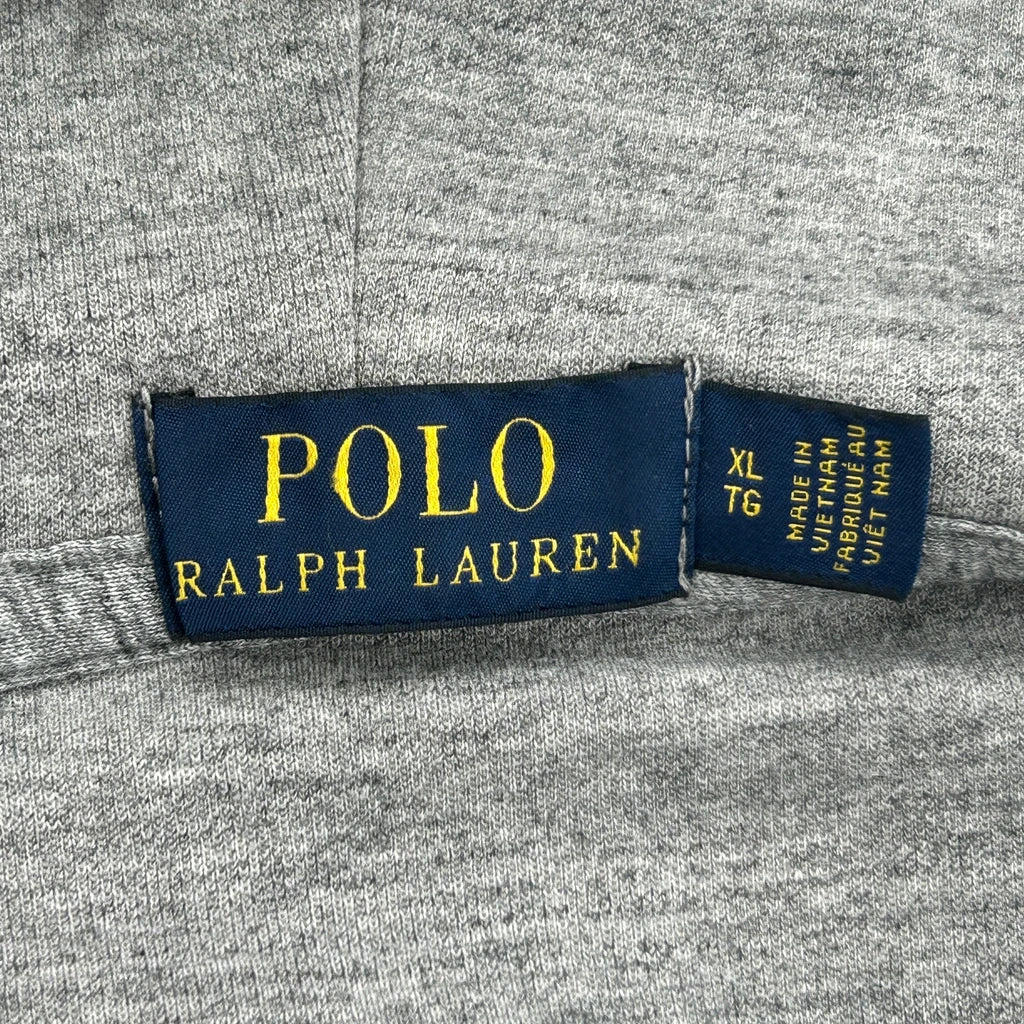 POLO
RALPH LAUREN
XL
TG
MADE IN
VIETNAM
FABRIQUÉ AU
VIÊT NAM